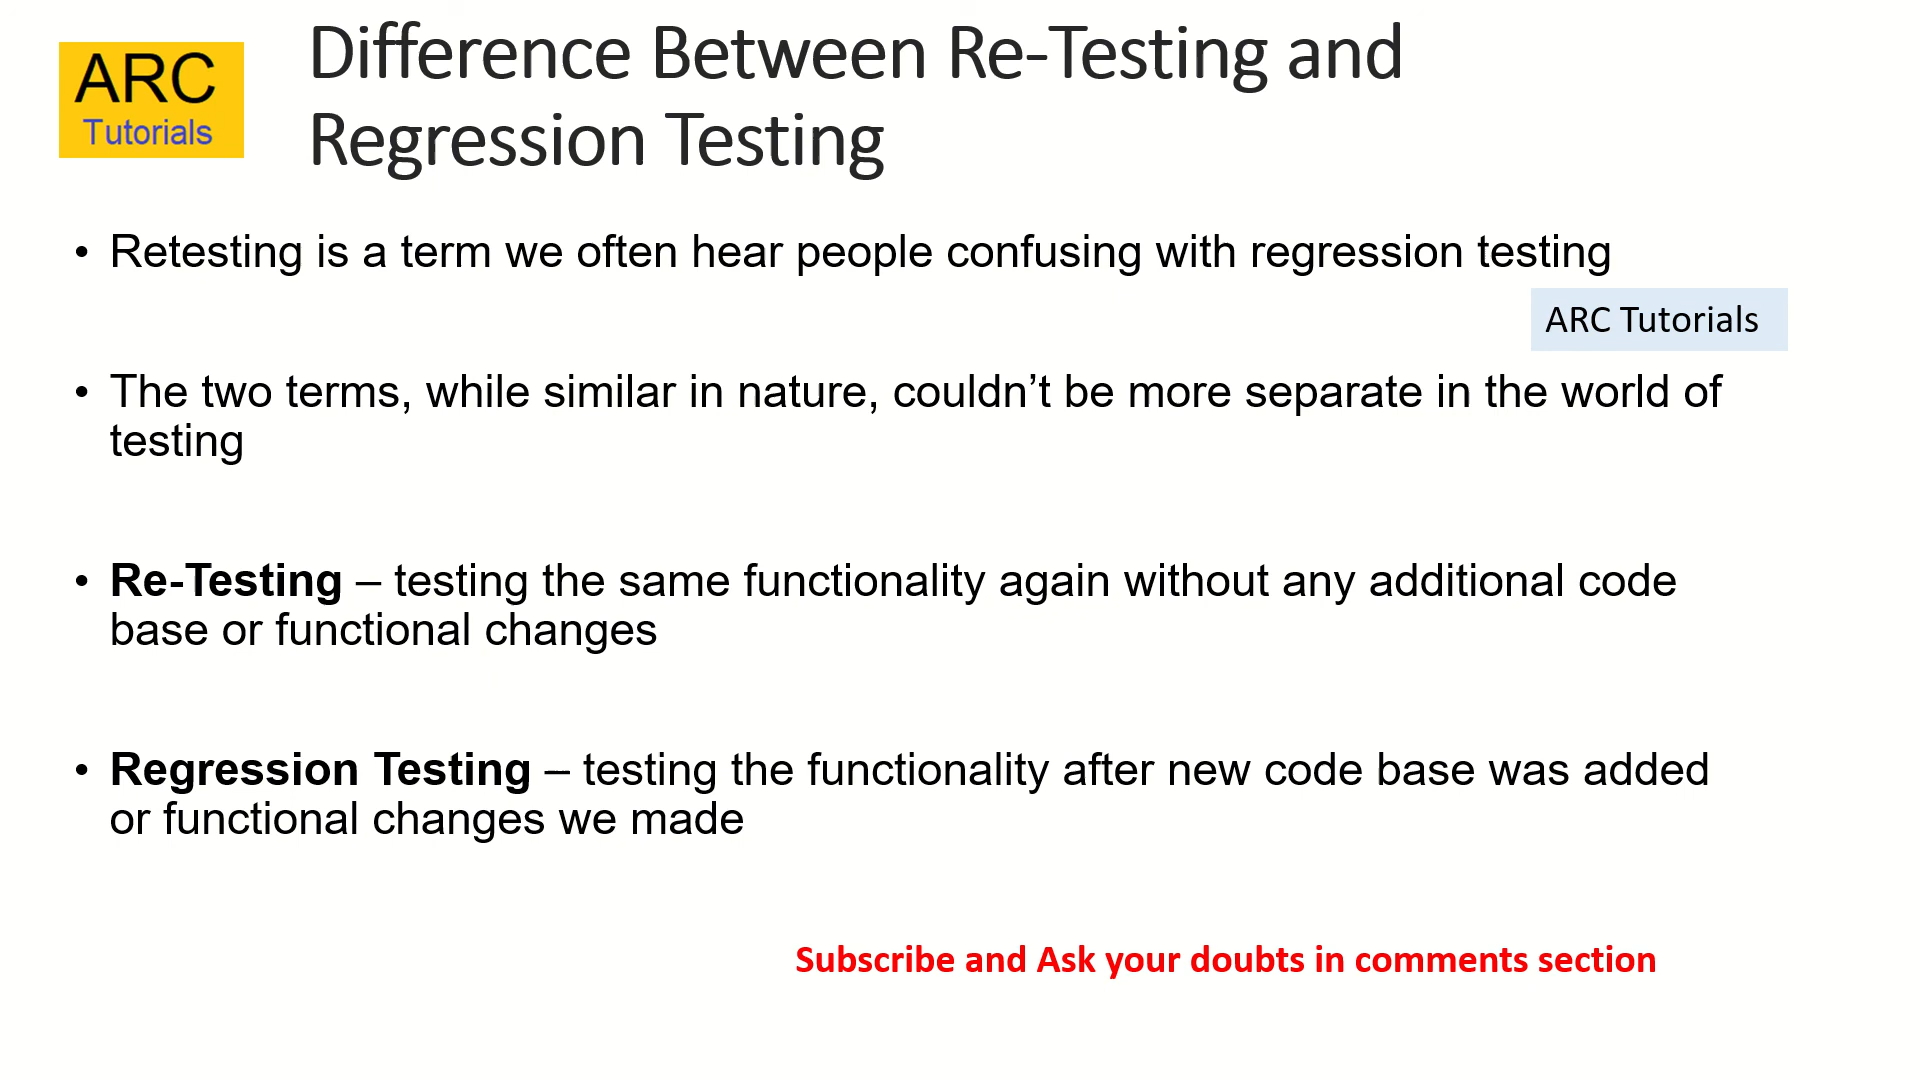 ARC
Tutorials
Difference Between Re-Testing and
Regression Testing
• Retesting is a term we often hear people confusing with regression testing
ARC Tutorials
• The two terms, while similar in nature, couldn’t be more separate in the world of
testing
• Re-Testing – testing the same functionality again without any additional code
base or functional changes
• Regression Testing – testing the functionality after new code base was added
or functional changes we made
Subscribe and Ask your doubts in comments section